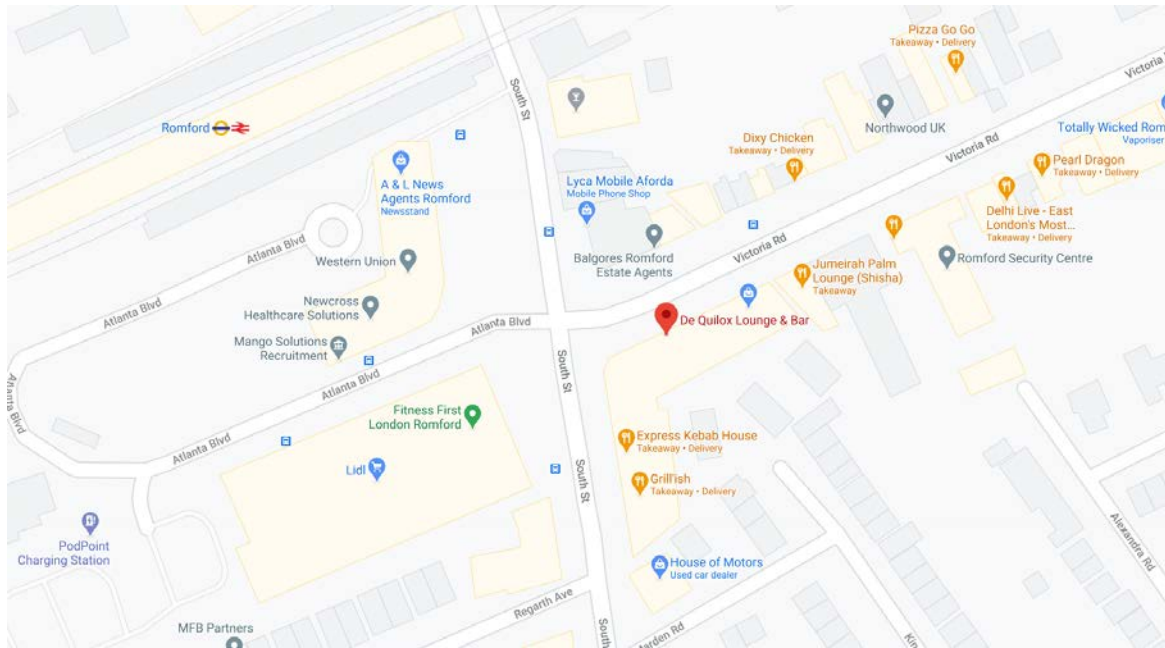 Pizza Go Go
Takeaway • Delivery
South St
Victoria R
Romford
Northwood UK
Totally Wicked Rom
Vaporiser
Dixy Chicken
Takeaway • Delivery
Victoria Rd
A & L News
Agents Romford
Newsstand
Pearl Dragon
Takeaway • Delivery
Lyca Mobile Aforda
Mobile Phone Shop
Delhi Live - East
London's Most...
Takeaway • Delivery
Atlanta Blvd
Western Union
Balgores Romford
Estate Agents
Victoria Rd
Romford Security Centre
Jumeirah Palm
Lounge (Shisha)
Takeaway
Atlanta Blvd
Newcross
Healthcare Solutions
Atlanta Blvd
De Quilox Lounge & Bar
Mango Solutions
Recruitment
Atlanta Blvd
South St
Atlanta Blvd
Fitness First
London Romford
Atlanta Blvd
Express Kebab House
Takeaway • Delivery
Lidl
South St
Grill'ish
Takeaway • Delivery
PodPoint
Charging Station
Alexandra Rd
House of Motors
Used car dealer
Regarth Ave
MFB Partners
South
arden Rd
Kin